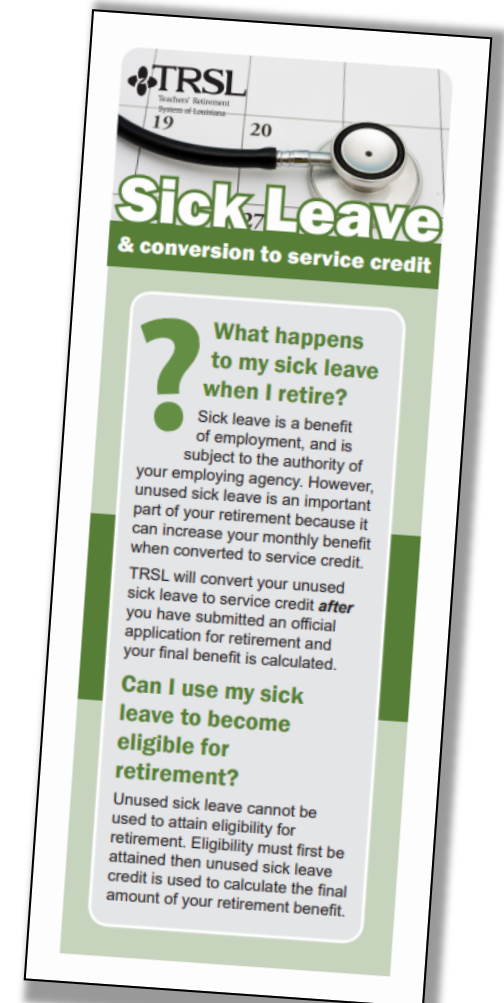 TRSL
Teachers' Retirement
System of Louisiana
19
20
27
Sick Leave
& conversion to service credit
?
What happens
to my sick leave
when I retire?
Sick leave is a benefit
of employment, and is
subject to the authority of
your employing agency. However,
unused sick leave is an important
part of your retirement because it
can increase your monthly benefit
when converted to service credit.
TRSL will convert your unused
sick leave to service credit after
you have submitted an official
application for retirement and
your final benefit is calculated.
Can I use my sick
leave to become
eligible for
retirement?
Unused sick leave cannot be
used to attain eligibility for
retirement. Eligibility must first be
attained then unused sick leave
credit is used to calculate the final
amount of your retirement benefit.